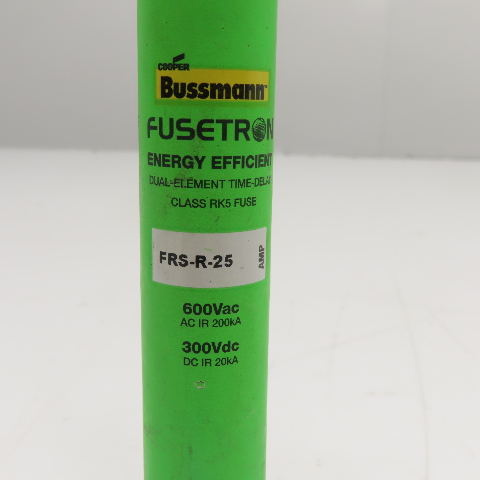 COOPER
Bussmann
FUSETRON
ENERGY EFFICIENT
DUAL-ELEMENT TIME-DELAY
CLASS RK5 FUSE
FRS-R-25
AMP
600Vac
AC IR 200kA
300Vdc
DC IR 20kA